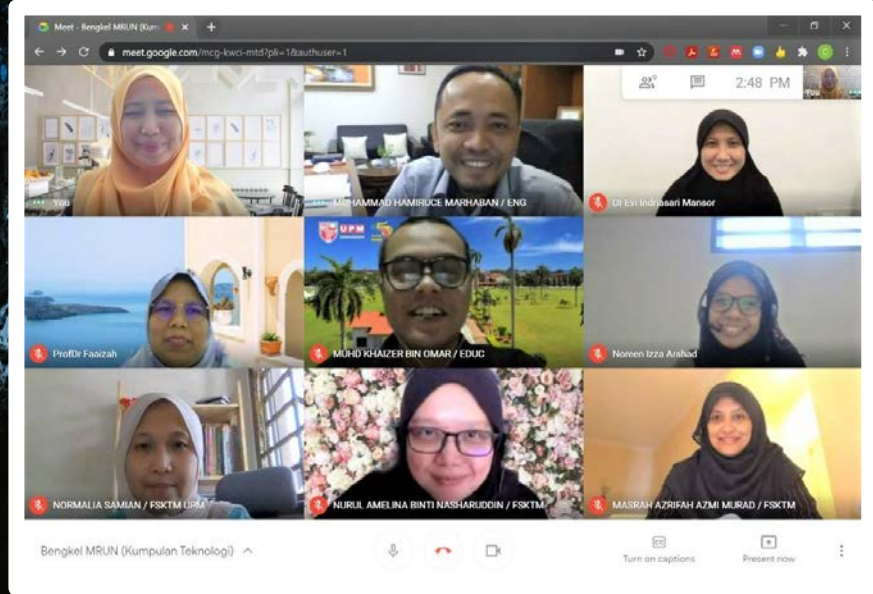 Meet - Bengkel MRUN (Kum
meet.google.com/mcg-kwci-mtd?pli=1&authuser=1
2:48 PM
You
You
MOHAMMAD HAMIRUCE MARHABAN / ENG
Dr Evi Indriasari Mansor
UPM
ProfDr Faaizah
MUHD KHAIZER BIN OMAR / EDUC
Noreen Izza Arshad
NORMALIA SAMIAN / FSKTM UPM
NURUL AMELINA BINTI NASHARUDDIN / FSKTM
MASRAH AZRIFAH AZMI MURAD / FSKTM
Bengkel MRUN (Kumpulan Teknologi)
Turn on captions
Present now